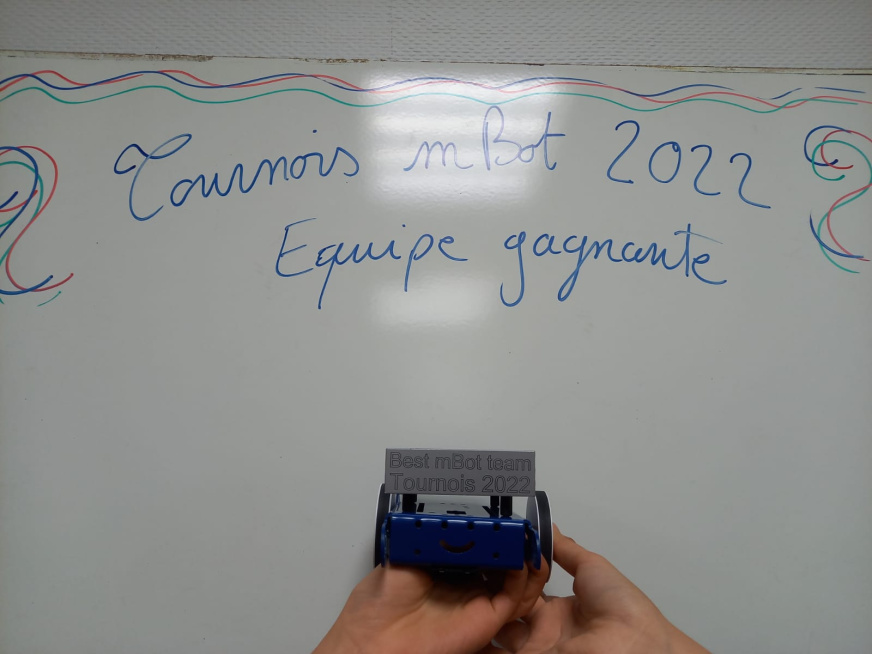 Tournois mBot 2022
Equipe gagnante
Best mBot team
Tournois 2022